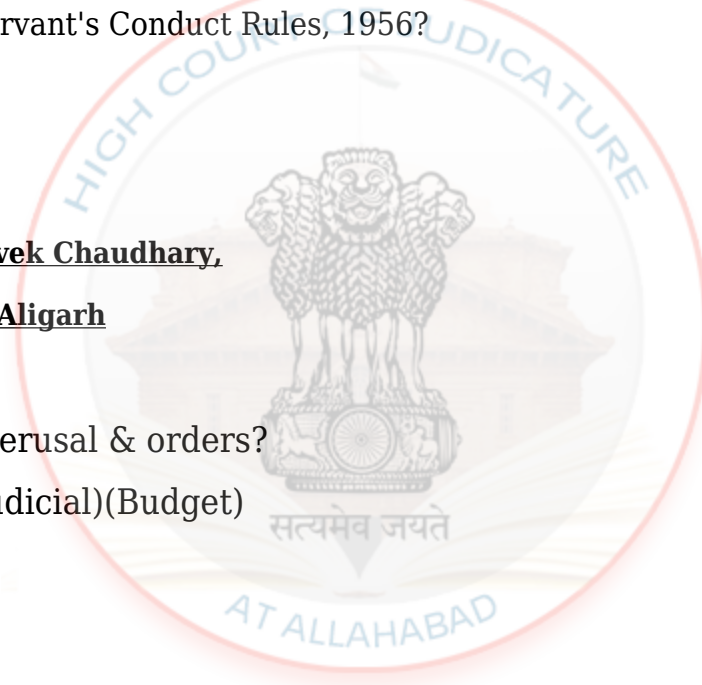 rvant's Conduct Rules, 1956?
HIGH COURT OF JUDICATURE
vek Chaudhary,
Aligarh
erusal & orders?
udicial)(Budget)
सत्यमेव जयते
AT ALLAHABAD